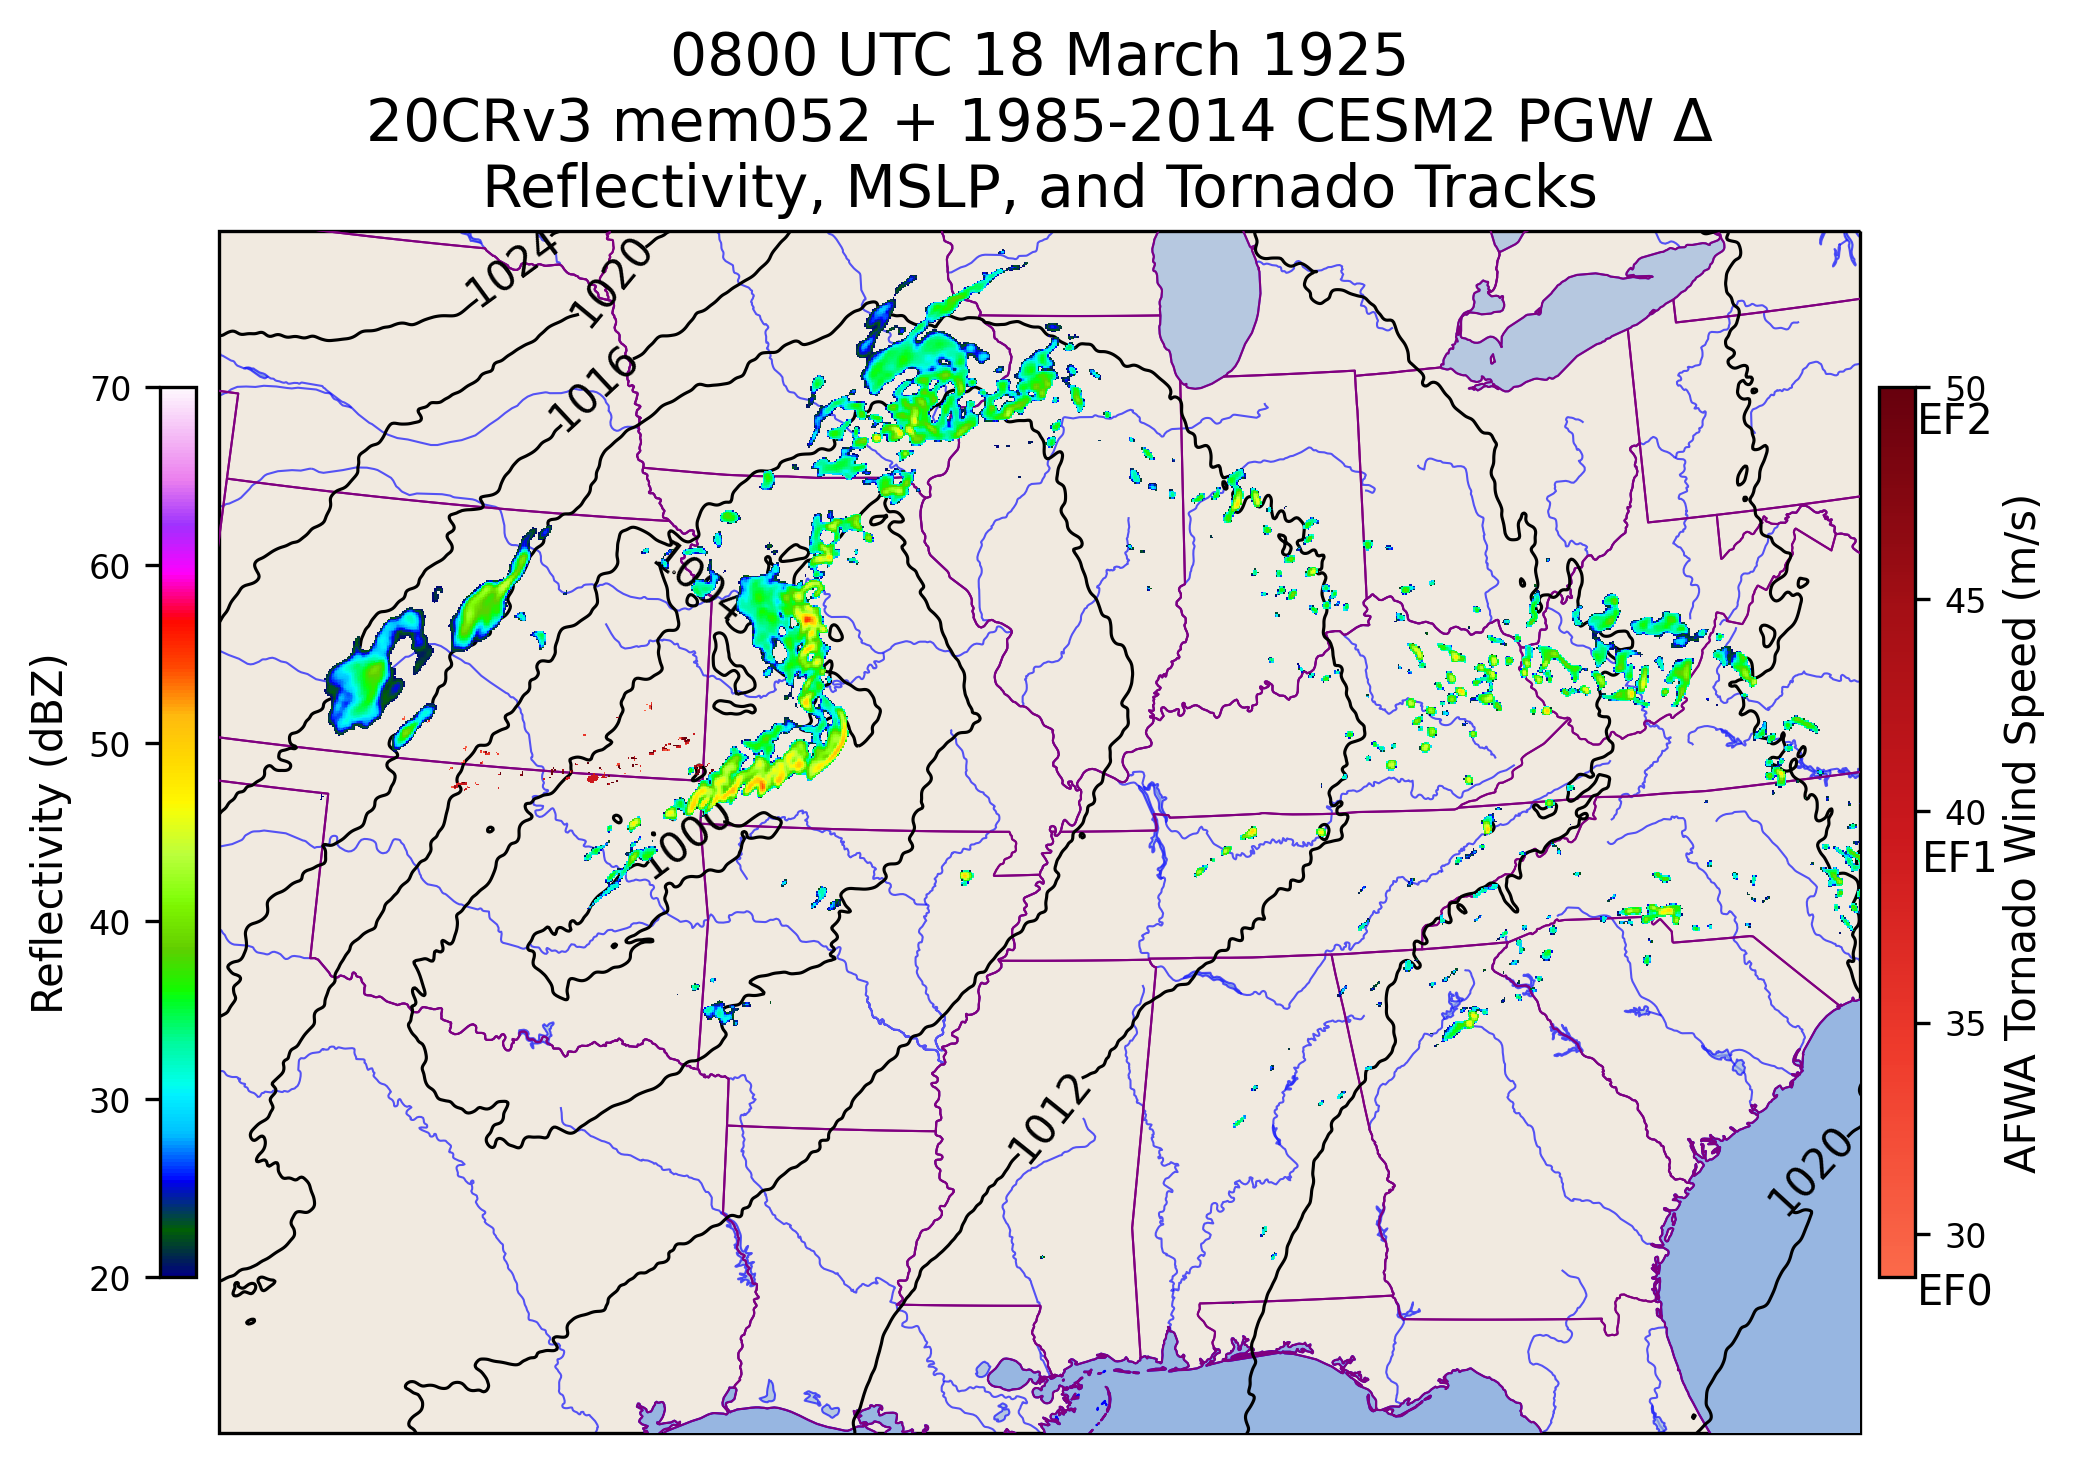 0800 UTC 18 March 1925
20CRv3 mem052 + 1985-2014 CESM2 PGW Δ
Reflectivity, MSLP, and Tornado Tracks
1024
1020
1016
1004
1000
1012
1020
70
60
50
40
30
20
Reflectivity (dBZ)
50
EF2
45
40
EF1
35
30
EF0
AFWA Tornado Wind Speed (m/s)